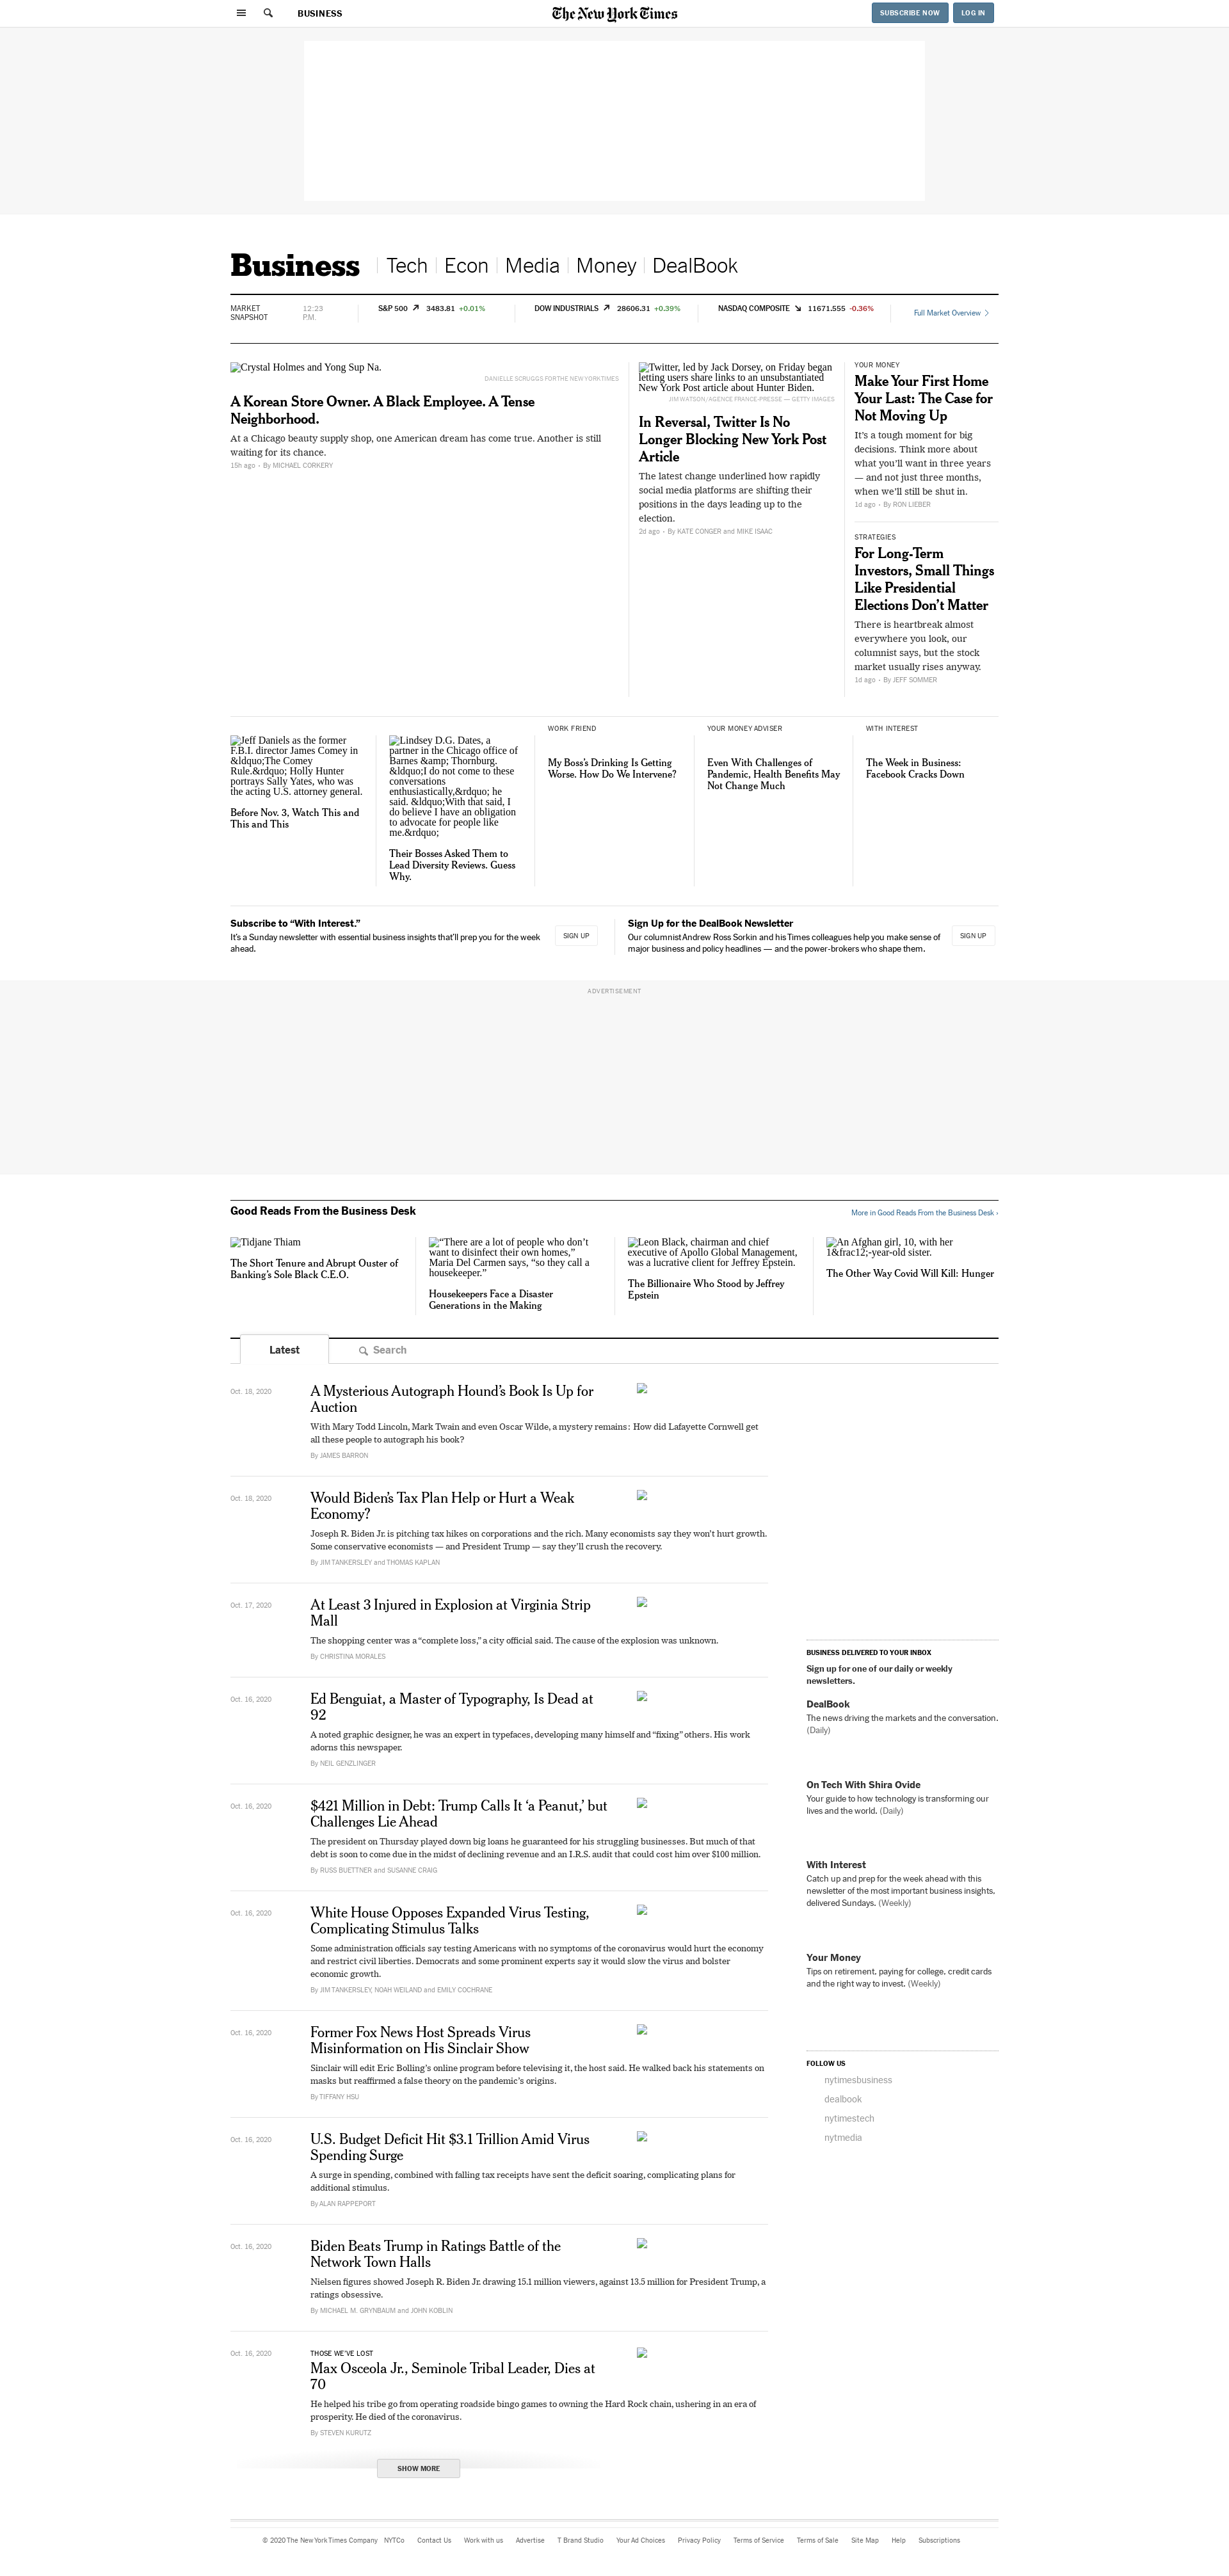 BUSINESS
The New York Times
SUBSCRIBE NOW
LOG IN
Business
Tech
Econ
Media
Money
DealBook
MARKET
SNAPSHOT
12:23
P.M.
S&P 500 3483.81 +0.01%
DOW INDUSTRIALS 28606.31 +0.39%
NASDAQ COMPOSITE 11671.555 -0.36%
Full Market Overview
Crystal Holmes and Yong Sup Na.
DANIELLE SCRUGGS FOR THE NEW YORK TIMES
A Korean Store Owner. A Black Employee. A Tense
Neighborhood.
At a Chicago beauty supply shop, one American dream has come true. Another is still
waiting for its chance.
15h ago • By MICHAEL CORKERY
Twitter, led by Jack Dorsey, on Friday began
letting users share links to an unsubstantiated
New York Post article about Hunter Biden.
JIM WATSON/AGENCE FRANCE-PRESSE — GETTY IMAGES
In Reversal, Twitter Is No
Longer Blocking New York Post
Article
The latest change underlined how rapidly
social media platforms are shifting their
positions in the days leading up to the
election.
2d ago • By KATE CONGER and MIKE ISAAC
YOUR MONEY
Make Your First Home
Your Last: The Case for
Not Moving Up
It’s a tough moment for big
decisions. Think more about
what you’ll want in three years
— and not just three months,
when we’ll still be shut in.
1d ago • By RON LIEBER
STRATEGIES
For Long-Term
Investors, Small Things
Like Presidential
Elections Don’t Matter
There is heartbreak almost
everywhere you look, our
columnist says, but the stock
market usually rises anyway.
1d ago • By JEFF SOMMER
Jeff Daniels as the former
F.B.I. director James Comey in
&ldquo;The Comey
Rule.&rdquo; Holly Hunter
portrays Sally Yates, who was
the acting U.S. attorney general.
Before Nov. 3, Watch This and
This and This
Lindsey D.G. Dates, a
partner in the Chicago office of
Barnes &amp; Thornburg.
&ldquo;I do not come to these
conversations
enthusiastically,&rdquo; he
said. &ldquo;With that said, I
do believe I have an obligation
to advocate for people like
me.&rdquo;
Their Bosses Asked Them to
Lead Diversity Reviews. Guess
Why.
WORK FRIEND
My Boss’s Drinking Is Getting
Worse. How Do We Intervene?
YOUR MONEY ADVISER
Even With Challenges of
Pandemic, Health Benefits May
Not Change Much
WITH INTEREST
The Week in Business:
Facebook Cracks Down
Subscribe to “With Interest.”
It’s a Sunday newsletter with essential business insights that’ll prep you for the week
ahead.
SIGN UP
Sign Up for the DealBook Newsletter
Our columnist Andrew Ross Sorkin and his Times colleagues help you make sense of
major business and policy headlines — and the power-brokers who shape them.
SIGN UP
ADVERTISEMENT
Good Reads From the Business Desk
More in Good Reads From the Business Desk ›
Tidjane Thiam
The Short Tenure and Abrupt Ouster of
Banking’s Sole Black C.E.O.
“There are a lot of people who don’t
want to disinfect their own homes,”
Maria Del Carmen says, “so they call a
housekeeper.”
Housekeepers Face a Disaster
Generations in the Making
Leon Black, chairman and chief
executive of Apollo Global Management,
was a lucrative client for Jeffrey Epstein.
The Billionaire Who Stood by Jeffrey
Epstein
An Afghan girl, 10, with her
1&frac12;-year-old sister.
The Other Way Covid Will Kill: Hunger
Latest
Search
Oct. 18, 2020
A Mysterious Autograph Hound’s Book Is Up for
Auction
With Mary Todd Lincoln, Mark Twain and even Oscar Wilde, a mystery remains: How did Lafayette Cornwell get
all these people to autograph his book?
By JAMES BARRON
Oct. 18, 2020
Would Biden’s Tax Plan Help or Hurt a Weak
Economy?
Joseph R. Biden Jr. is pitching tax hikes on corporations and the rich. Many economists say they won’t hurt growth.
Some conservative economists — and President Trump — say they’ll crush the recovery.
By JIM TANKERSLEY and THOMAS KAPLAN
Oct. 17, 2020
At Least 3 Injured in Explosion at Virginia Strip
Mall
The shopping center was a “complete loss,” a city official said. The cause of the explosion was unknown.
By CHRISTINA MORALES
Oct. 16, 2020
Ed Benguiat, a Master of Typography, Is Dead at
92
A noted graphic designer, he was an expert in typefaces, developing many himself and “fixing” others. His work
adorns this newspaper.
By NEIL GENZLINGER
Oct. 16, 2020
$421 Million in Debt: Trump Calls It ‘a Peanut,’ but
Challenges Lie Ahead
The president on Thursday played down big loans he guaranteed for his struggling businesses. But much of that
debt is soon to come due in the midst of declining revenue and an I.R.S. audit that could cost him over $100 million.
By RUSS BUETTNER and SUSANNE CRAIG
Oct. 16, 2020
White House Opposes Expanded Virus Testing,
Complicating Stimulus Talks
Some administration officials say testing Americans with no symptoms of the coronavirus would hurt the economy
and restrict civil liberties. Democrats and some prominent experts say it would slow the virus and bolster
economic growth.
By JIM TANKERSLEY, NOAH WEILAND and EMILY COCHRANE
Oct. 16, 2020
Former Fox News Host Spreads Virus
Misinformation on His Sinclair Show
Sinclair will edit Eric Bolling’s online program before televising it, the host said. He walked back his statements on
masks but reaffirmed a false theory on the pandemic’s origins.
By TIFFANY HSU
Oct. 16, 2020
U.S. Budget Deficit Hit $3.1 Trillion Amid Virus
Spending Surge
A surge in spending, combined with falling tax receipts have sent the deficit soaring, complicating plans for
additional stimulus.
By ALAN RAPPEPORT
Oct. 16, 2020
Biden Beats Trump in Ratings Battle of the
Network Town Halls
Nielsen figures showed Joseph R. Biden Jr. drawing 15.1 million viewers, against 13.5 million for President Trump, a
ratings obsessive.
By MICHAEL M. GRYNBAUM and JOHN KOBLIN
Oct. 16, 2020
THOSE WE’VE LOST
Max Osceola Jr., Seminole Tribal Leader, Dies at
70
He helped his tribe go from operating roadside bingo games to owning the Hard Rock chain, ushering in an era of
prosperity. He died of the coronavirus.
By STEVEN KURUTZ
SHOW MORE
BUSINESS DELIVERED TO YOUR INBOX
Sign up for one of our daily or weekly
newsletters.
DealBook
The news driving the markets and the conversation.
(Daily)
On Tech With Shira Ovide
Your guide to how technology is transforming our
lives and the world. (Daily)
With Interest
Catch up and prep for the week ahead with this
newsletter of the most important business insights,
delivered Sundays. (Weekly)
Your Money
Tips on retirement, paying for college, credit cards
and the right way to invest. (Weekly)
FOLLOW US
nytimesbusiness
dealbook
nytimestech
nytmedia
© 2020 The New York Times Company NYTCo Contact Us Work with us Advertise T Brand Studio Your Ad Choices Privacy Policy Terms of Service Terms of Sale Site Map Help Subscriptions